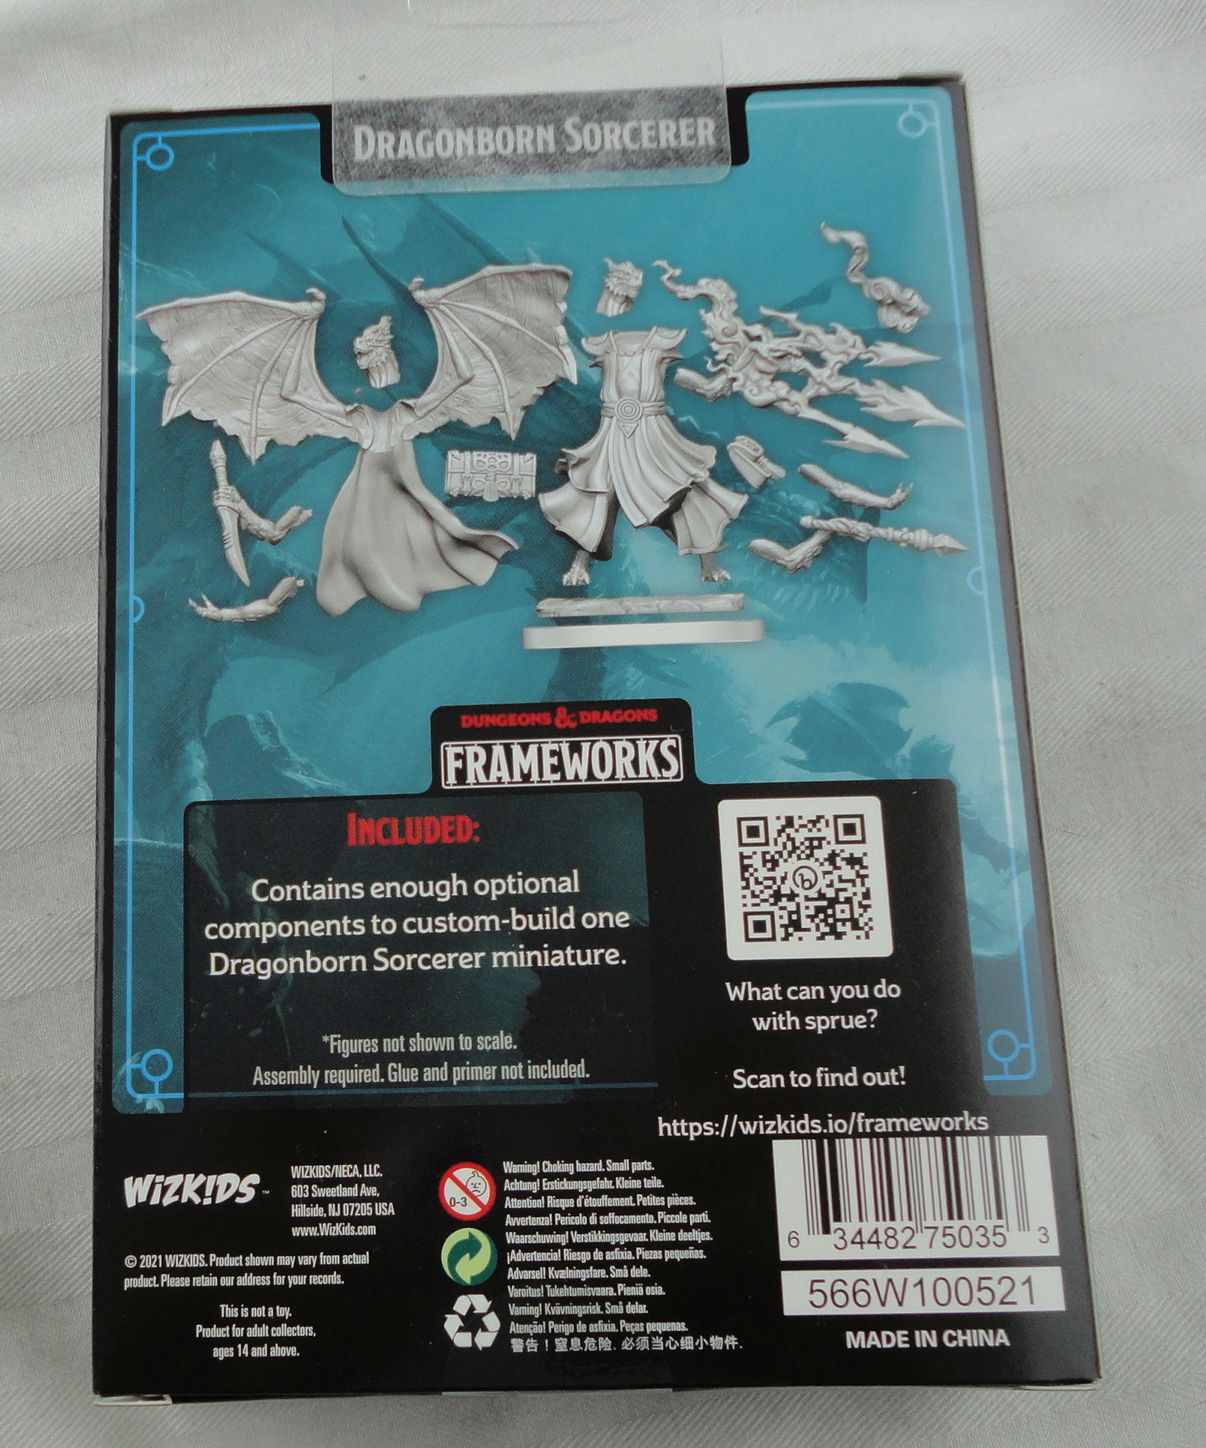 DRAGONBORN SORCERER
DUNGEONS & DRAGONS
FRAMEWORKS
INCLUDED:
Contains enough optional
components to custom-build one
Dragonborn Sorcerer miniature.
*Figures not shown to scale.
Assembly required. Glue and primer not included.
What can you do
with sprue?
Scan to find out!
https://wizkids.io/frameworks
WIZK!DS™
WIZKIDS/NECA, LLC.
603 Sweetland Ave,
Hillside, NJ 07205 USA
www.WizKids.com
© 2021 WIZKIDS. Product shown may vary from actual
product. Please retain our address for your records.
This is not a toy.
Product for adult collectors,
ages 14 and above.
0-3
Warning! Choking hazard. Small parts.
Achtung! Erstickungsgefahr. Kleine teile.
Attention! Risque d'étouffement. Petites pièces.
Avvertenza! Pericolo di soffocamento. Piccole parti.
Waarschuwing! Verstikkingsgevaar. Kleine deeltjes.
¡Advertencia! Riesgo de asfixia. Piezas pequeñas.
Advarsel! Kvælningsfare. Små dele.
Varoitus! Tukehtumisvaara. Pieniä osia.
Varning! Kvävningsrisk. Små delar.
Atenção! Perigo de asfixia. Peças pequenas.
警告！窒息危险. 必须当心细小物件.
6 34482 75035 3
566W100521
MADE IN CHINA